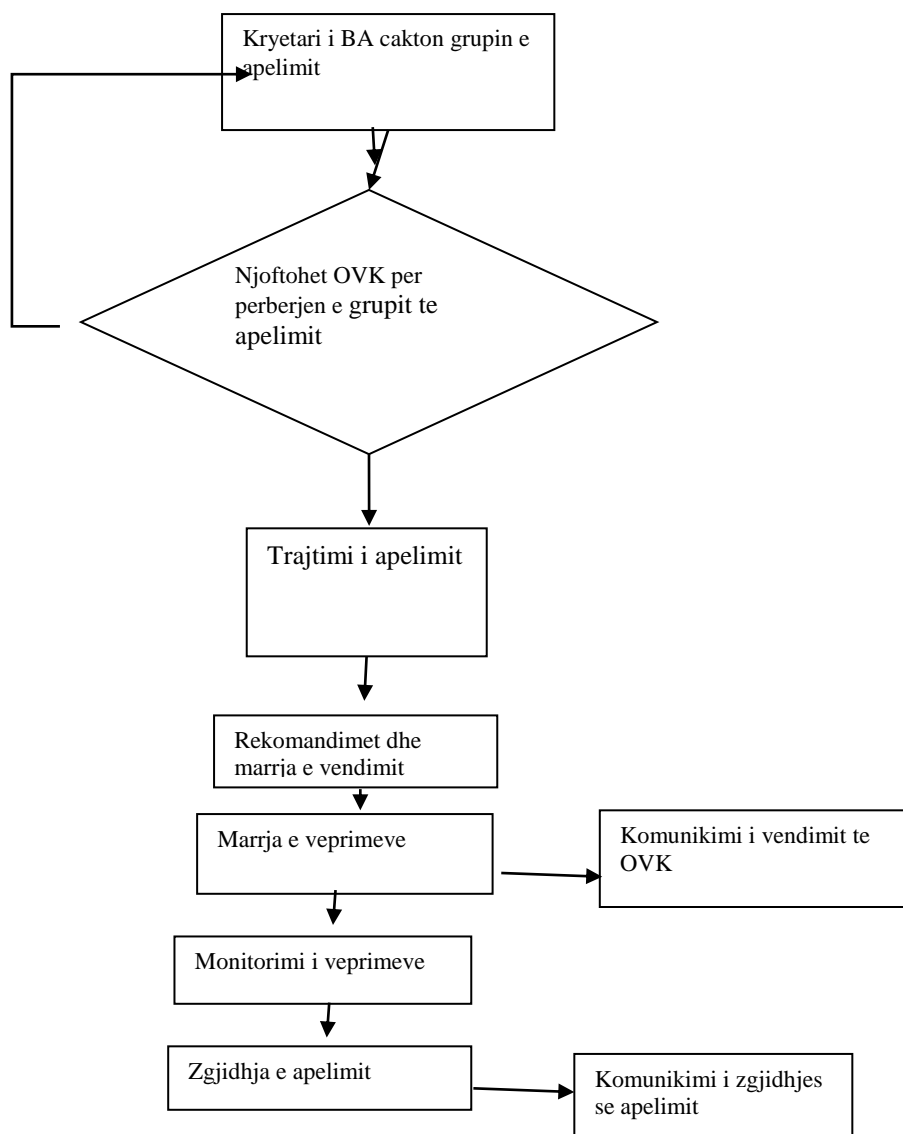 Kryetari i BA cakton grupin e
apelimit
Njoftohet OVK per
perberjen e grupit te
apelimit
Trajtimi i apelimit
Rekomandimet dhe
marrja e vendimit
Marrja e veprimeve
Komunikimi i vendimit te
OVK
Monitorimi i veprimeve
Zgjidhja e apelimit
Komunikimi i zgjidhjes
se apelimit